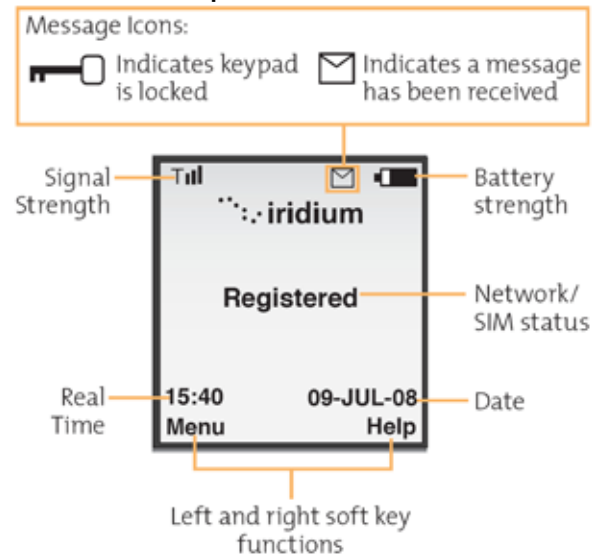 Message Icons:
Indicates keypad
is locked
Indicates a message
has been received
Signal
Strength
Battery
strength
iridium
Registered
Network/
SIM status
Real
Time
15:40
09-JUL-08
Date
Menu
Help
Left and right soft key
functions